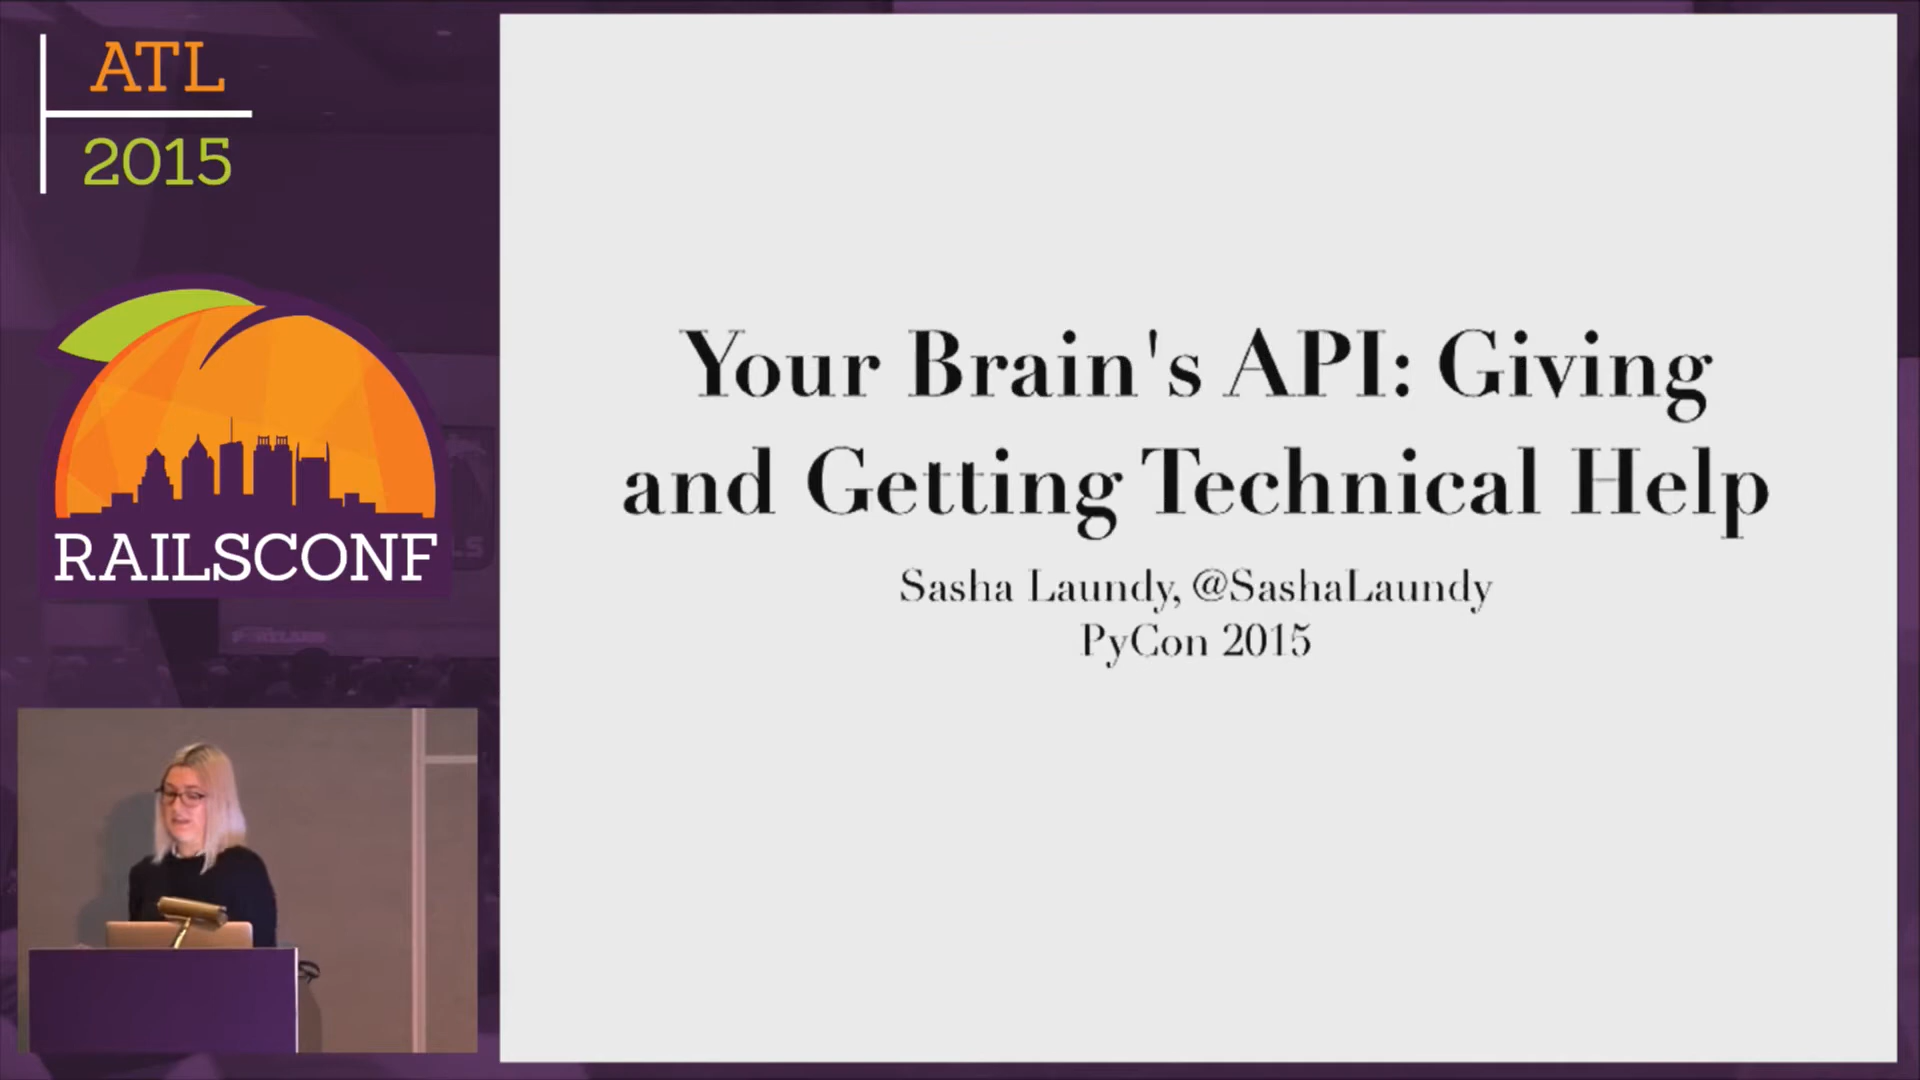 ATL
2015
RAILSCONF
Your Brain's API: Giving
and Getting Technical Help
Sasha Laundy, @SashaLaundy
PyCon 2015